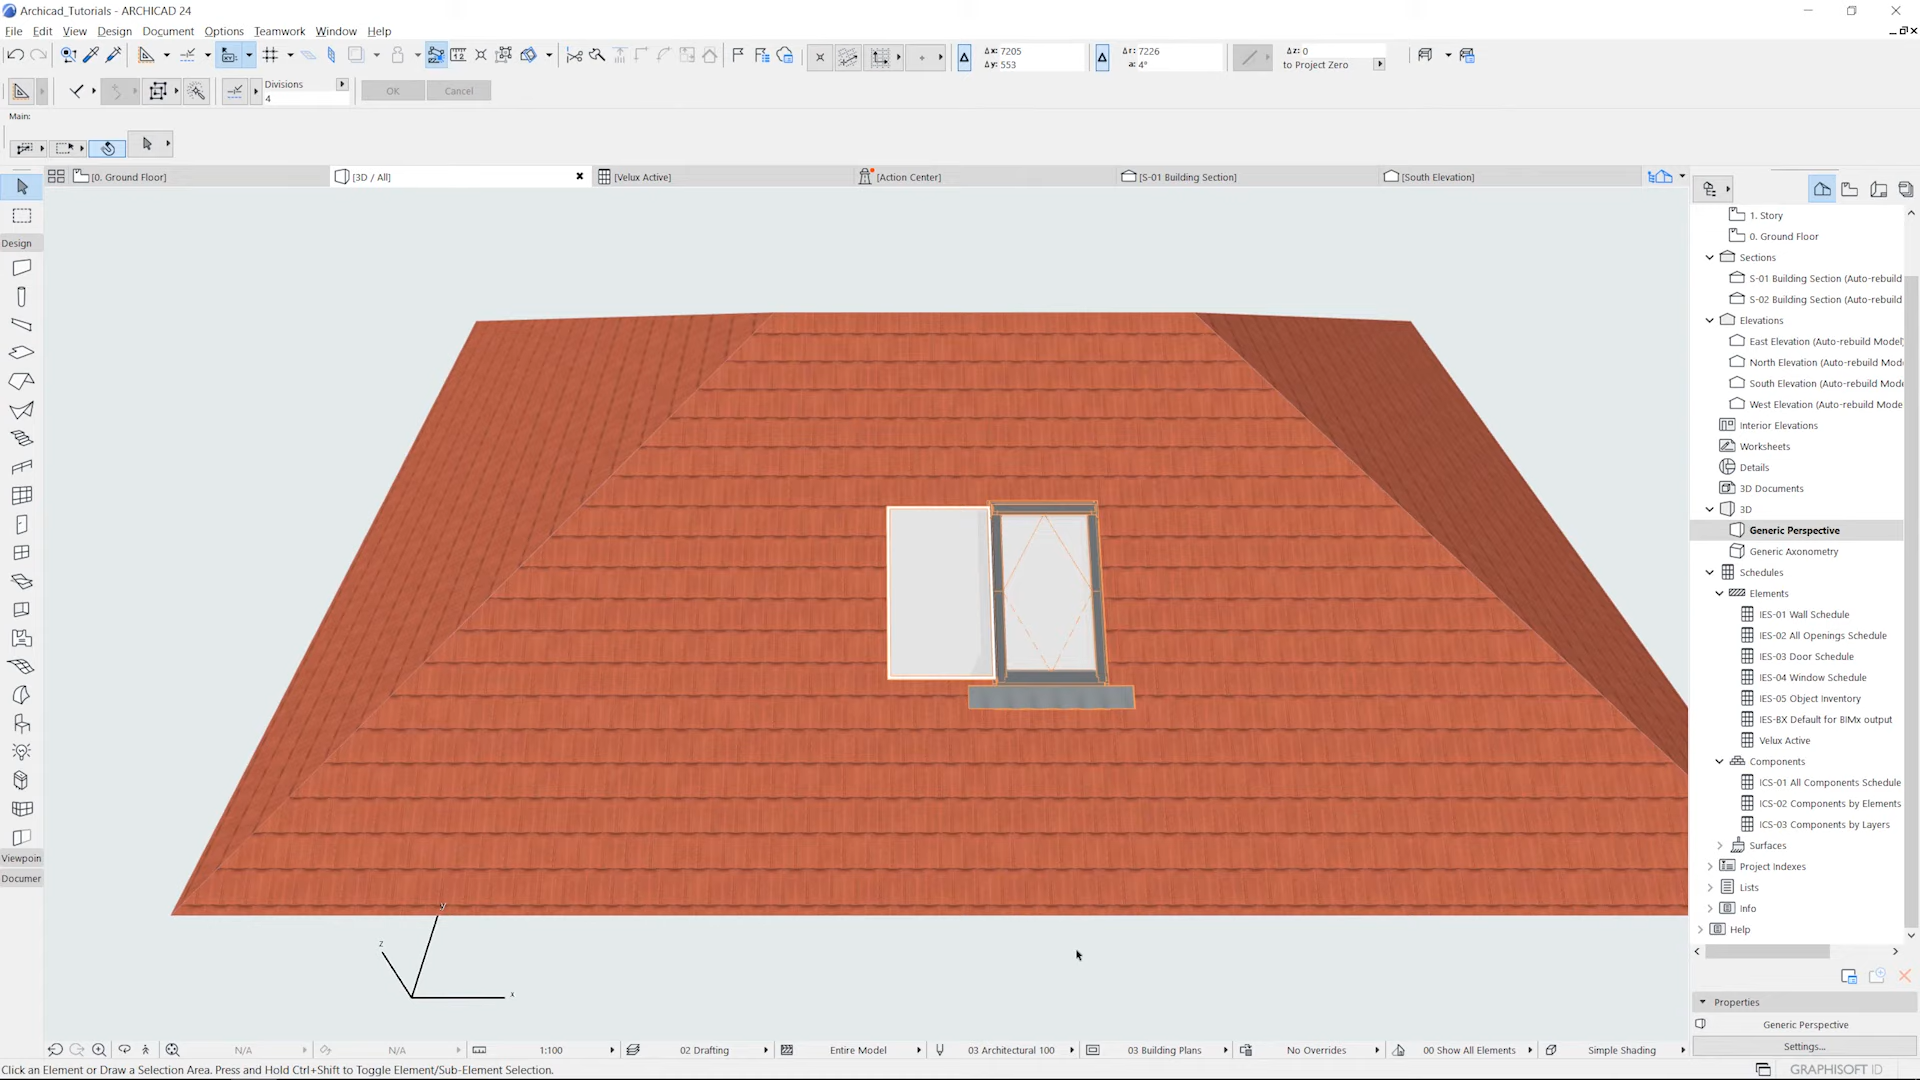 Archicad_Tutorials - ARCHICAD 24
File Edit View Design Document Options Teamwork Window Help
Δx: 7205
Δy: 553
Δr: 7226
a: 4°
Δz: 0
to Project Zero
Divisions
4
OK
Cancel
Main:
[0. Ground Floor]
[3D / All]
[Velux Active]
[Action Center]
[S-01 Building Section]
[South Elevation]
Design
Viewpoin
Documer
1. Story
0. Ground Floor
Sections
S-01 Building Section (Auto-rebuild
S-02 Building Section (Auto-rebuild
Elevations
East Elevation (Auto-rebuild Model)
North Elevation (Auto-rebuild Mode
South Elevation (Auto-rebuild Mode
West Elevation (Auto-rebuild Mode
Interior Elevations
Worksheets
Details
3D Documents
3D
Generic Perspective
Generic Axonometry
Schedules
Elements
IES-01 Wall Schedule
IES-02 All Openings Schedule
IES-03 Door Schedule
IES-04 Window Schedule
IES-05 Object Inventory
IES-BX Default for BIMx output
Velux Active
Components
ICS-01 All Components Schedule
ICS-02 Components by Elements
ICS-03 Components by Layers
Surfaces
Project Indexes
Lists
Info
Help
Properties
Generic Perspective
Settings...
y
z
x
N/A
N/A
1:100
02 Drafting
Entire Model
03 Architectural 100
03 Building Plans
No Overrides
00 Show All Elements
Simple Shading
Click an Element or Draw a Selection Area. Press and Hold Ctrl+Shift to Toggle Element/Sub-Element Selection.
GRAPHISOFT ID